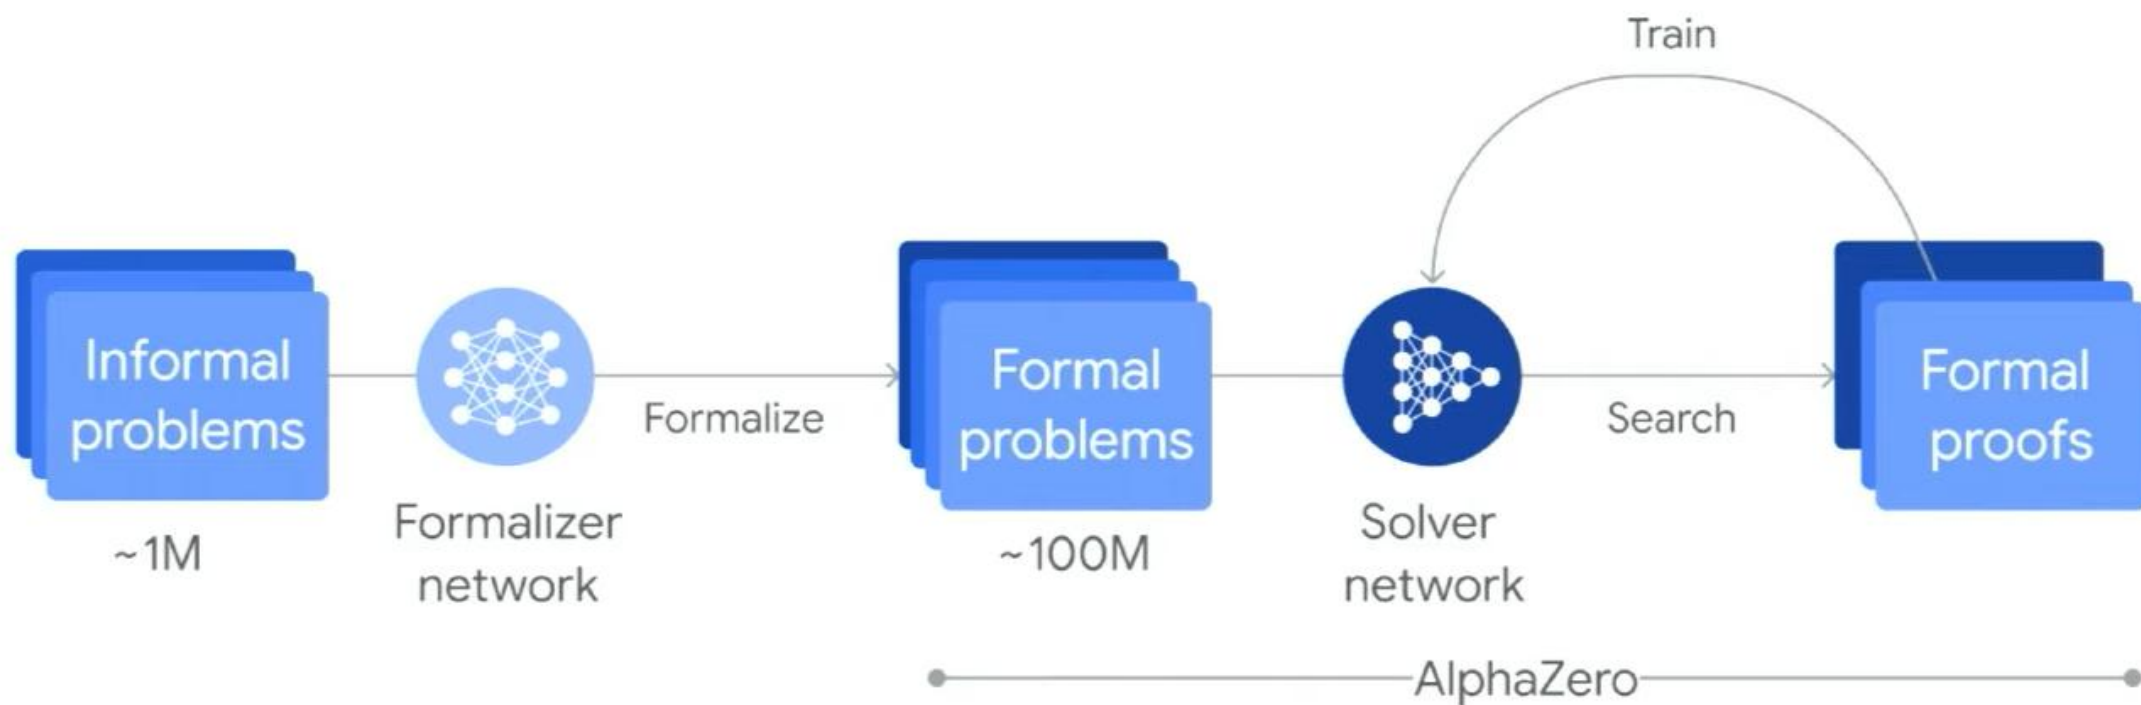 Train
Informal
problems
~1M
Formalizer
network
Formalize
Formal
problems
~100M
Solver
network
Search
Formal
proofs
AlphaZero